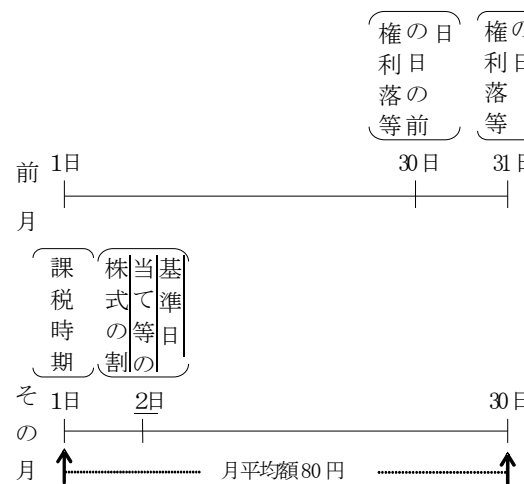 権利落等
の日の前
日
権利落等
の日
前月
1日
30日
31日
課税時期
株式の割
当て等の
基準日
その月
1日
2日
30日
月平均額80円